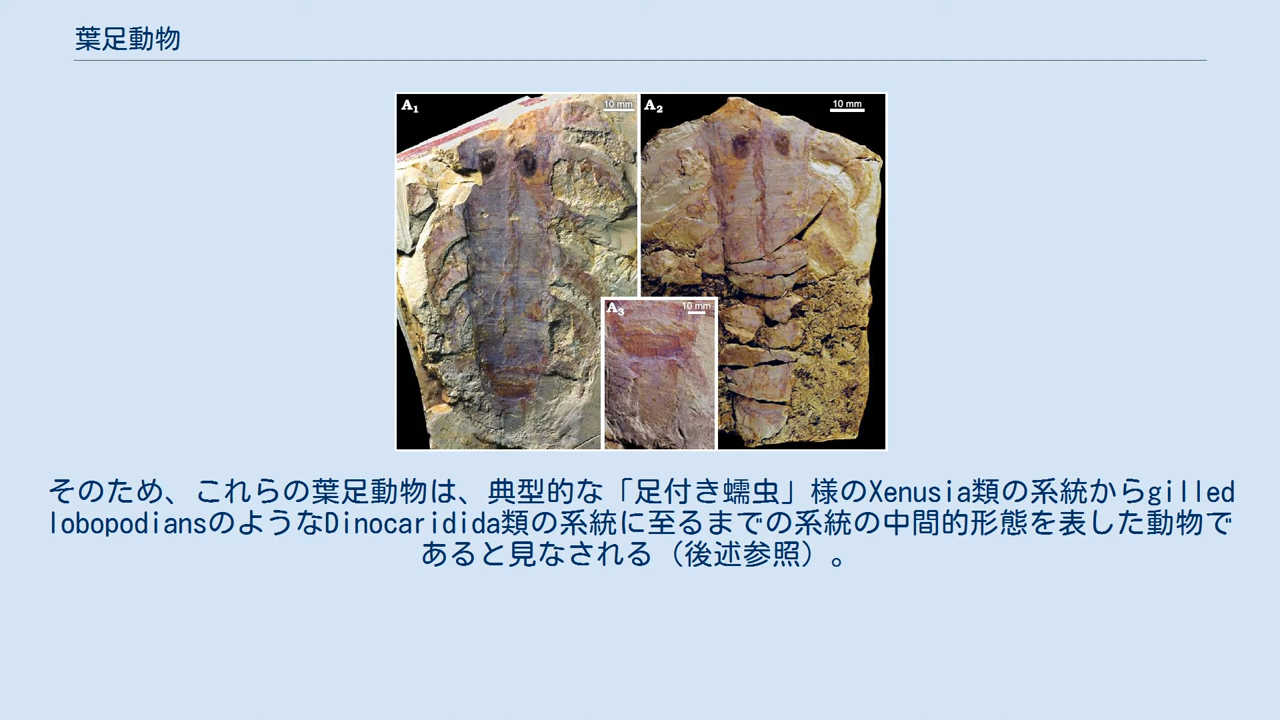 葉足動物
A1
10 mm
A2
10 mm
A3
10 mm
そのため、これらの葉足動物は、典型的な「足付き蠕虫」様のXenusia類の系統からgilled
lobopodiansのようなDinocaridida類の系統に至るまでの系統の中間的形態を表した動物で
あると見なされる（後述参照）。